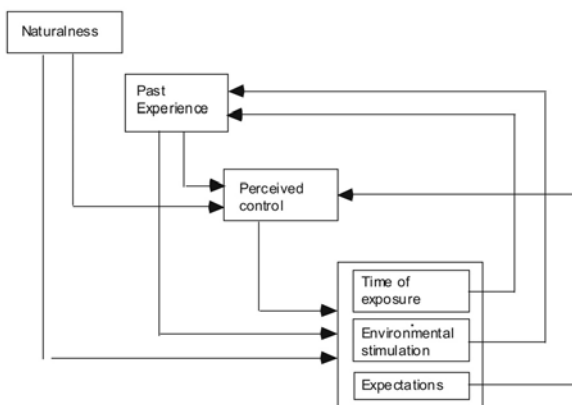 Naturalness
Past
Experience
Perceived
control
Time of
exposure
Environmental
stimulation
Expectations